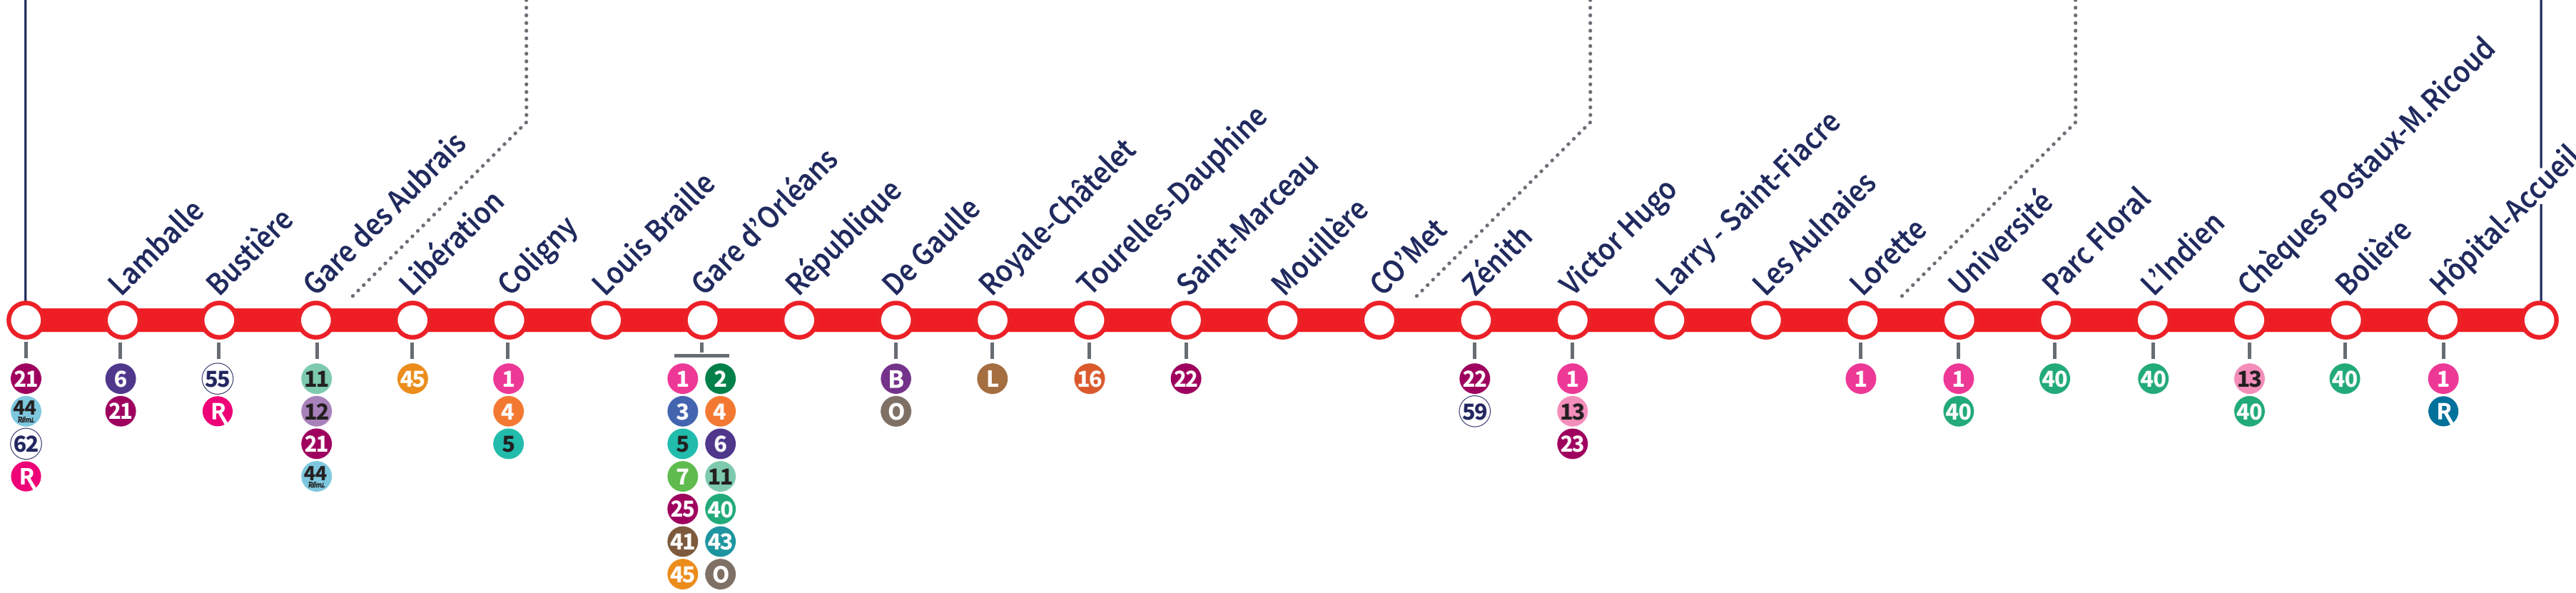 Lamballe
Bustière
Gare des Aubrais
Libération
Coligny
Louis Braille
Gare d'Orléans
République
De Gaulle
Royale-Châtelet
Tourelles-Dauphine
Saint-Marceau
Mouillère
CO'Met
Zénith
Victor Hugo
Larry - Saint-Fiacre
Les Aulnaies
Lorette
Université
Parc Floral
L'Indien
Chèques Postaux-M.Ricoud
Bolière
Hôpital-Accueil
21
44
Rémi.
62
R
6
21
55
R
11
12
21
44
Rémi.
45
1
4
5
1 2
3 4
5 6
7 11
25 40
41 43
45 O
B
O
L
16
22
22
59
1
13
23
1
1
40
40
40
13
40
40
1
R